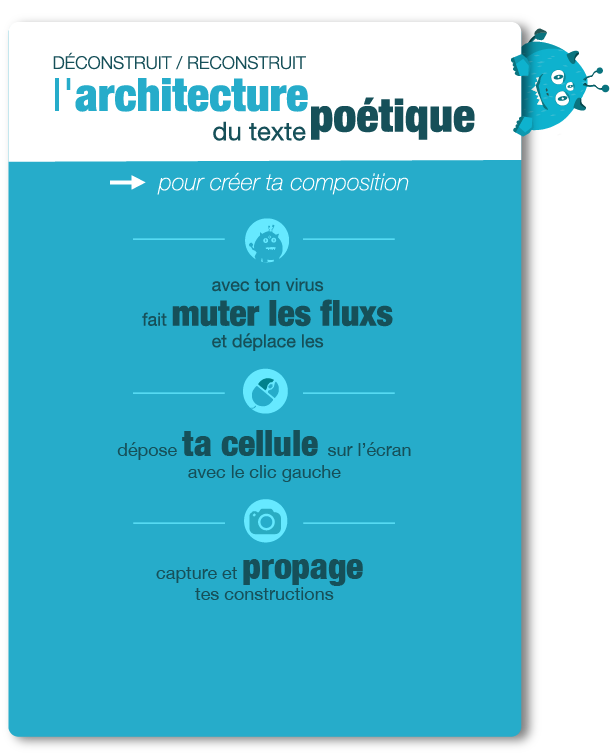 DÉCONSTRUIT / RECONSTRUIT
l'architecture
du texte poétique
pour créer ta composition
avec ton virus
fait muter les fluxs
et déplace les
dépose ta cellule sur l'écran
avec le clic gauche
capture et propage
tes constructions